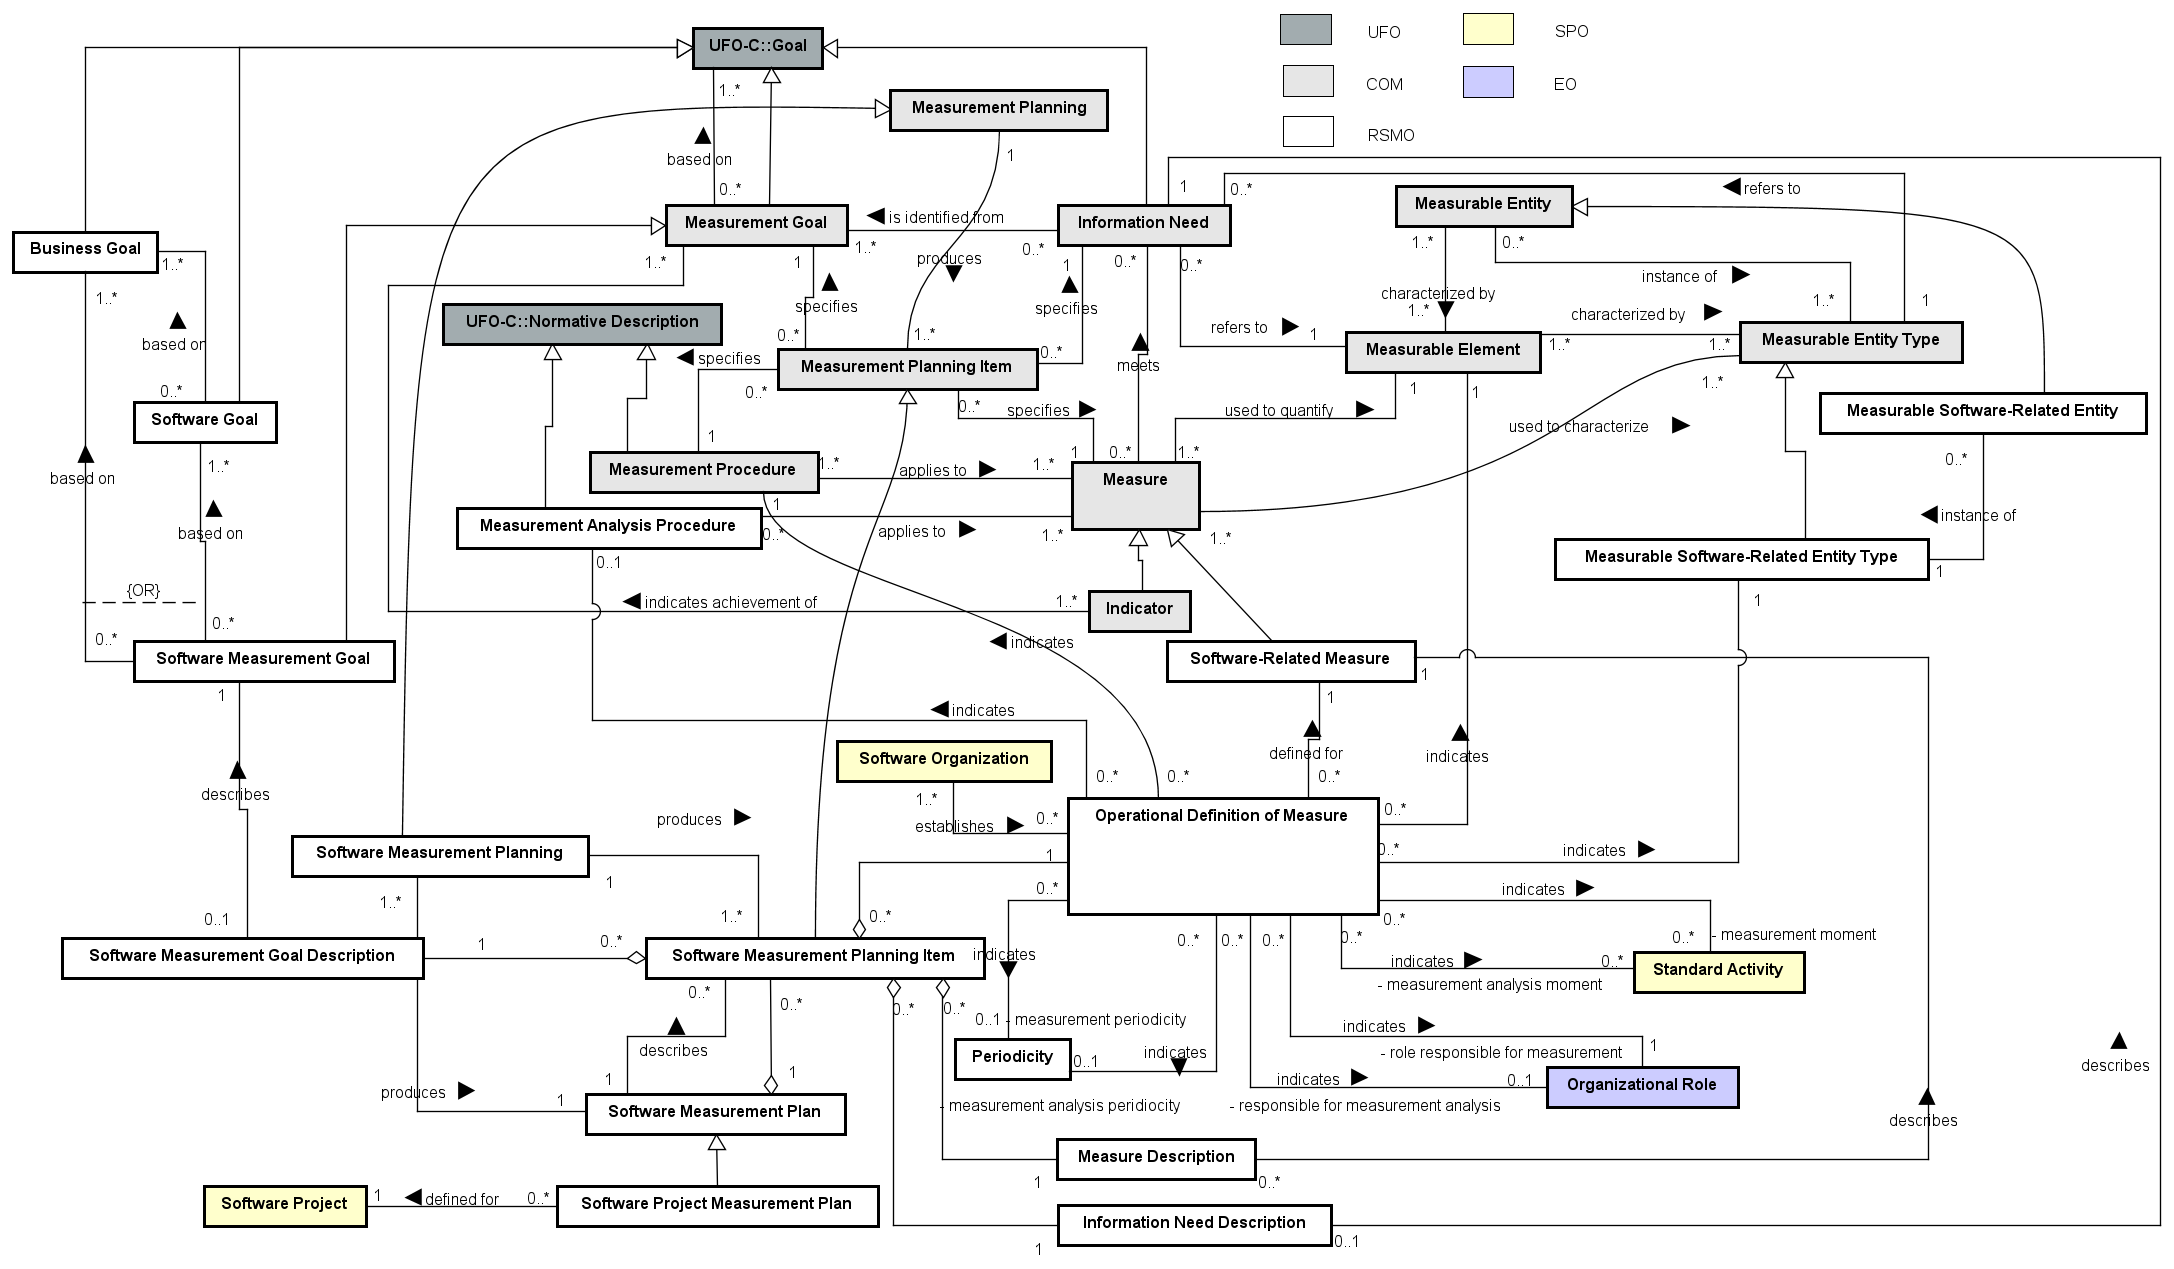 UFO-C::Goal
UFO
SPO
COM
EO
RSMO
1..*
Measurement Planning
based on
1
0..*
1
0..*
refers to
Measurable Entity
Measurement Goal
is identified from
Information Need
1..*
0..*
1..*
0..*
Business Goal
1..*
1..*
1
produces
1
0..*
0..*
instance of
1..*
specifies
specifies
characterized by
1..*
1..*
1
UFO-C::Normative Description
based on
0..*
1..*
refers to
1
characterized by
Measurable Element
1..*
1..*
Measurable Entity Type
specifies
Measurement Planning Item
0..*
meets
0..*
0..*
1
1
1..*
Software Goal
0..*
specifies
used to quantify
used to characterize
Measurable Software-Related Entity
1
1
0..*
1..*
1..*
Measurement Procedure
1..*
applies to
1..*
Measure
0..*
based on
based on
1
Measurement Analysis Procedure
0..*
applies to
1..*
1..*
instance of
0..1
Measurable Software-Related Entity Type
1
{OR}
indicates achievement of
1..*
Indicator
1
0..*
0..*
indicates
Software Measurement Goal
Software-Related Measure
1
1
1
indicates
defined for
indicates
Software Organization
0..*
0..*
0..*
describes
1..*
establishes
0..*
Operational Definition of Measure
0..*
produces
Software Measurement Planning
1
1
0..*
indicates
1..*
0..1
1..*
0..*
0..*
indicates
0..*
Software Measurement Goal Description
1
0..*
Software Measurement Planning Item
indicates
0..*
0..*
0..*
0..*
0..*
- measurement moment
indicates
0..*
Standard Activity
- measurement analysis moment
0..*
0..*
0..*
0..*
0..1
- measurement periodicity
describes
Periodicity
0..1
indicates
indicates
- role responsible for measurement
1
describes
1
1
produces
1
Software Measurement Plan
- measurement analysis peridiocity
indicates
0..1
- responsible for measurement analysis
Organizational Role
describes
Measure Description
1
0..*
Software Project
1
defined for
0..*
Software Project Measurement Plan
Information Need Description
1
0..1